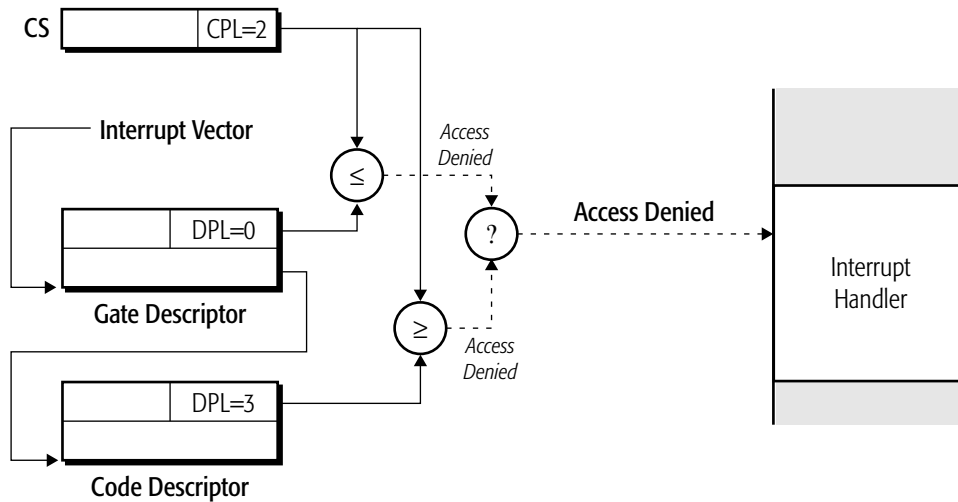 CS
CPL=2
Interrupt Vector
≤
Access
Denied
DPL=0
?
Access Denied
Interrupt
Handler
Gate Descriptor
≥
Access
Denied
DPL=3
Code Descriptor